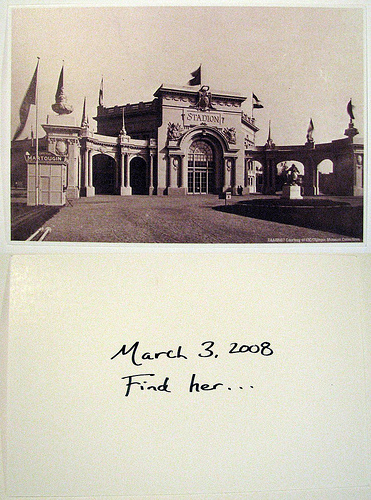 STADION
MARTOUGIN
March 3, 2008
Find her...